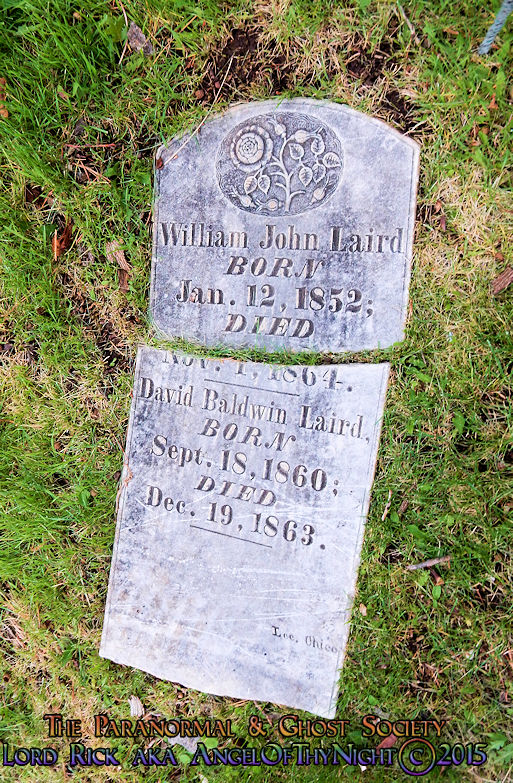 William John Laird
BORN
Jan. 12, 1852;
DIED
Nov. 1, 1864.
David Baldwin Laird,
BORN
Sept. 18, 1860;
DIED
Dec. 19, 1863.
Lee. Chico
The Paranormal & Ghost Society
Lord Rick aka AngelOfThyNight©2015